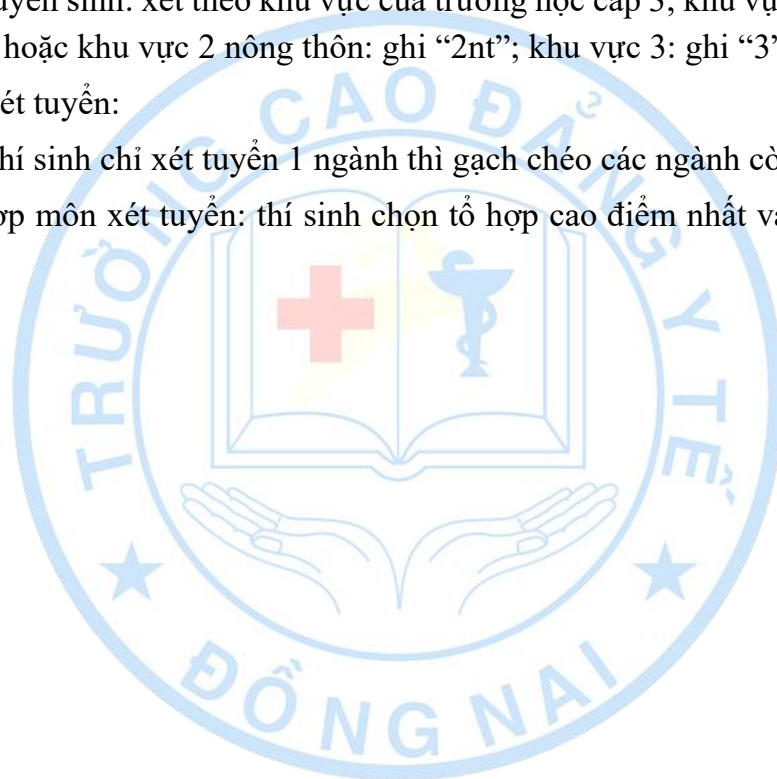 uyển sinh: xét theo khu vực của trường học cấp 3, khu vự
hoặc khu vực 2 nông thôn: ghi “2nt”; khu vực 3: ghi “3”
ét tuyển:
hí sinh chỉ xét tuyển 1 ngành thì gạch chéo các ngành cò
ợp môn xét tuyển: thí sinh chọn tổ hợp cao điểm nhất và
TRƯỜNG CAO ĐẲNG Y TẾ
ĐỒNG NAI